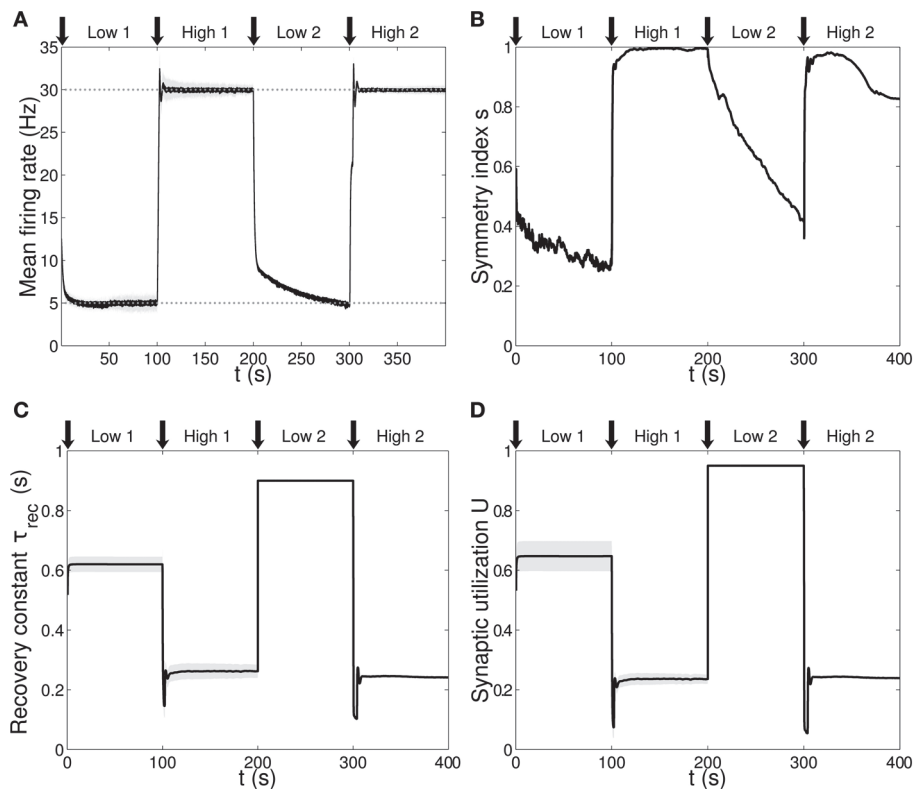 A
Low 1 High 1 Low 2 High 2
35
30
25
20
15
10
5
0
Mean firing rate (Hz)
50 100 150 200 250 300 350
t (s)
B
Low 1 High 1 Low 2 High 2
1
0.8
0.6
0.4
0.2
0
Symmetry index s
0 100 200 300 400
t (s)
C
Low 1 High 1 Low 2 High 2
1
0.8
0.6
0.4
0.2
0
Recovery constant τrec (s)
0 100 200 300 400
t (s)
D
Low 1 High 1 Low 2 High 2
1
0.8
0.6
0.4
0.2
0
Synaptic utilization U
0 100 200 300 400
t (s)